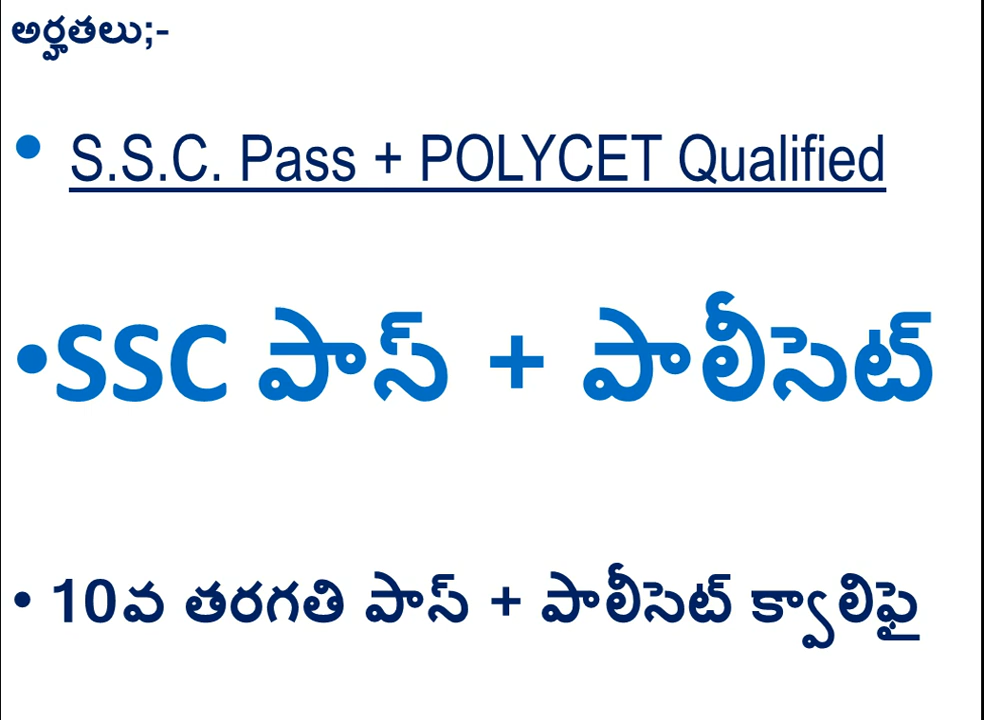 అర్హతలు;-
• S.S.C. Pass + POLYCET Qualified
•SSC పాస్ + పాలీసెట్
• 10వ తరగతి పాస్ + పాలీసెట్ క్వాలిఫై